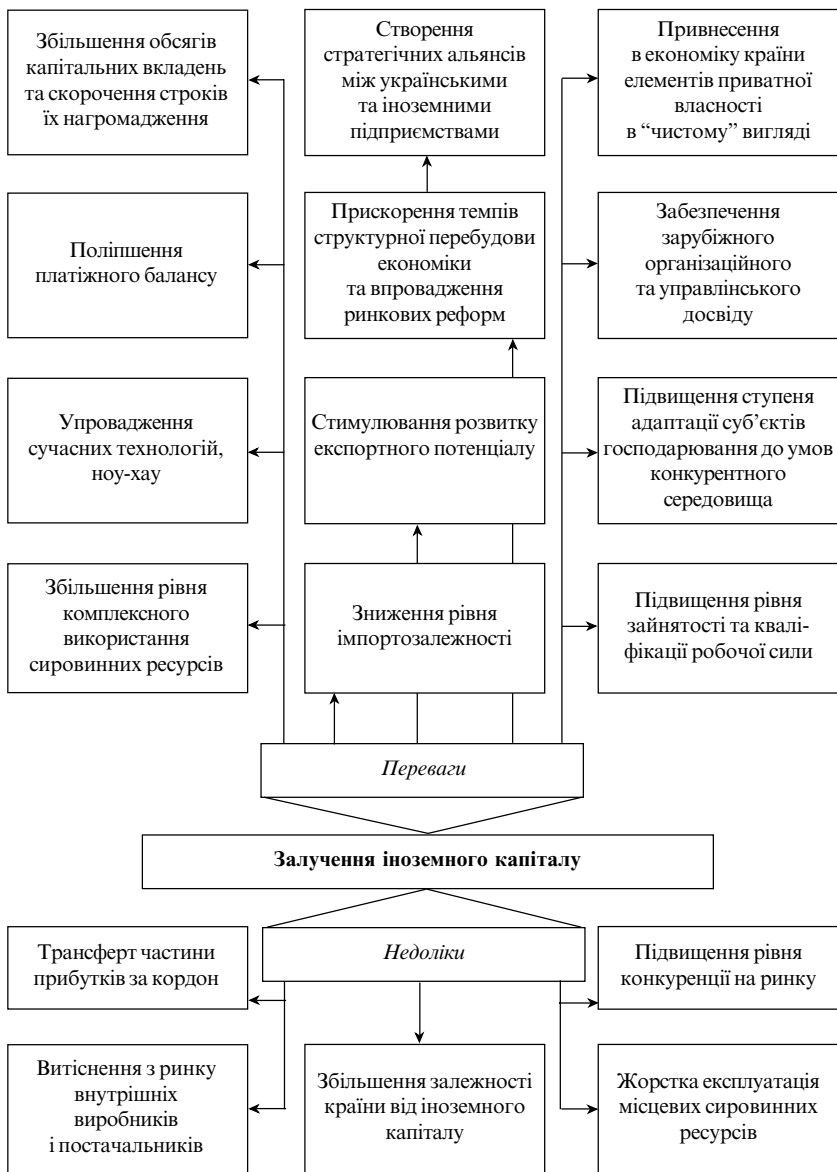 Збільшення обсягів
капітальних вкладень
та скорочення строків
їх нагромадження
Створення
стратегічних альянсів
між українськими
та іноземними
підприємствами
Привнесення
в економіку країни
елементів приватної
власності
в “чистому” вигляді
Поліпшення
платіжного балансу
Прискорення темпів
структурної перебудови
економіки
та впровадження
ринкових реформ
Забезпечення
зарубіжного
організаційного
та управлінського
досвіду
Упровадження
сучасних технологій,
ноу-хау
Стимулювання розвитку
експортного потенціалу
Підвищення ступеня
адаптації суб’єктів
господарювання до умов
конкурентного
середовища
Збільшення рівня
комплексного
використання
сировинних ресурсів
Зниження рівня
імпортозалежності
Підвищення рівня
зайнятості та квалі-
фікації робочої сили
Переваги
Залучення іноземного капіталу
Недоліки
Трансферт частини
прибутків за кордон
Підвищення рівня
конкуренції на ринку
Витіснення з ринку
внутрішніх
виробників
і постачальників
Збільшення залежності
країни від іноземного
капіталу
Жорстка експлуатація
місцевих сировинних
ресурсів